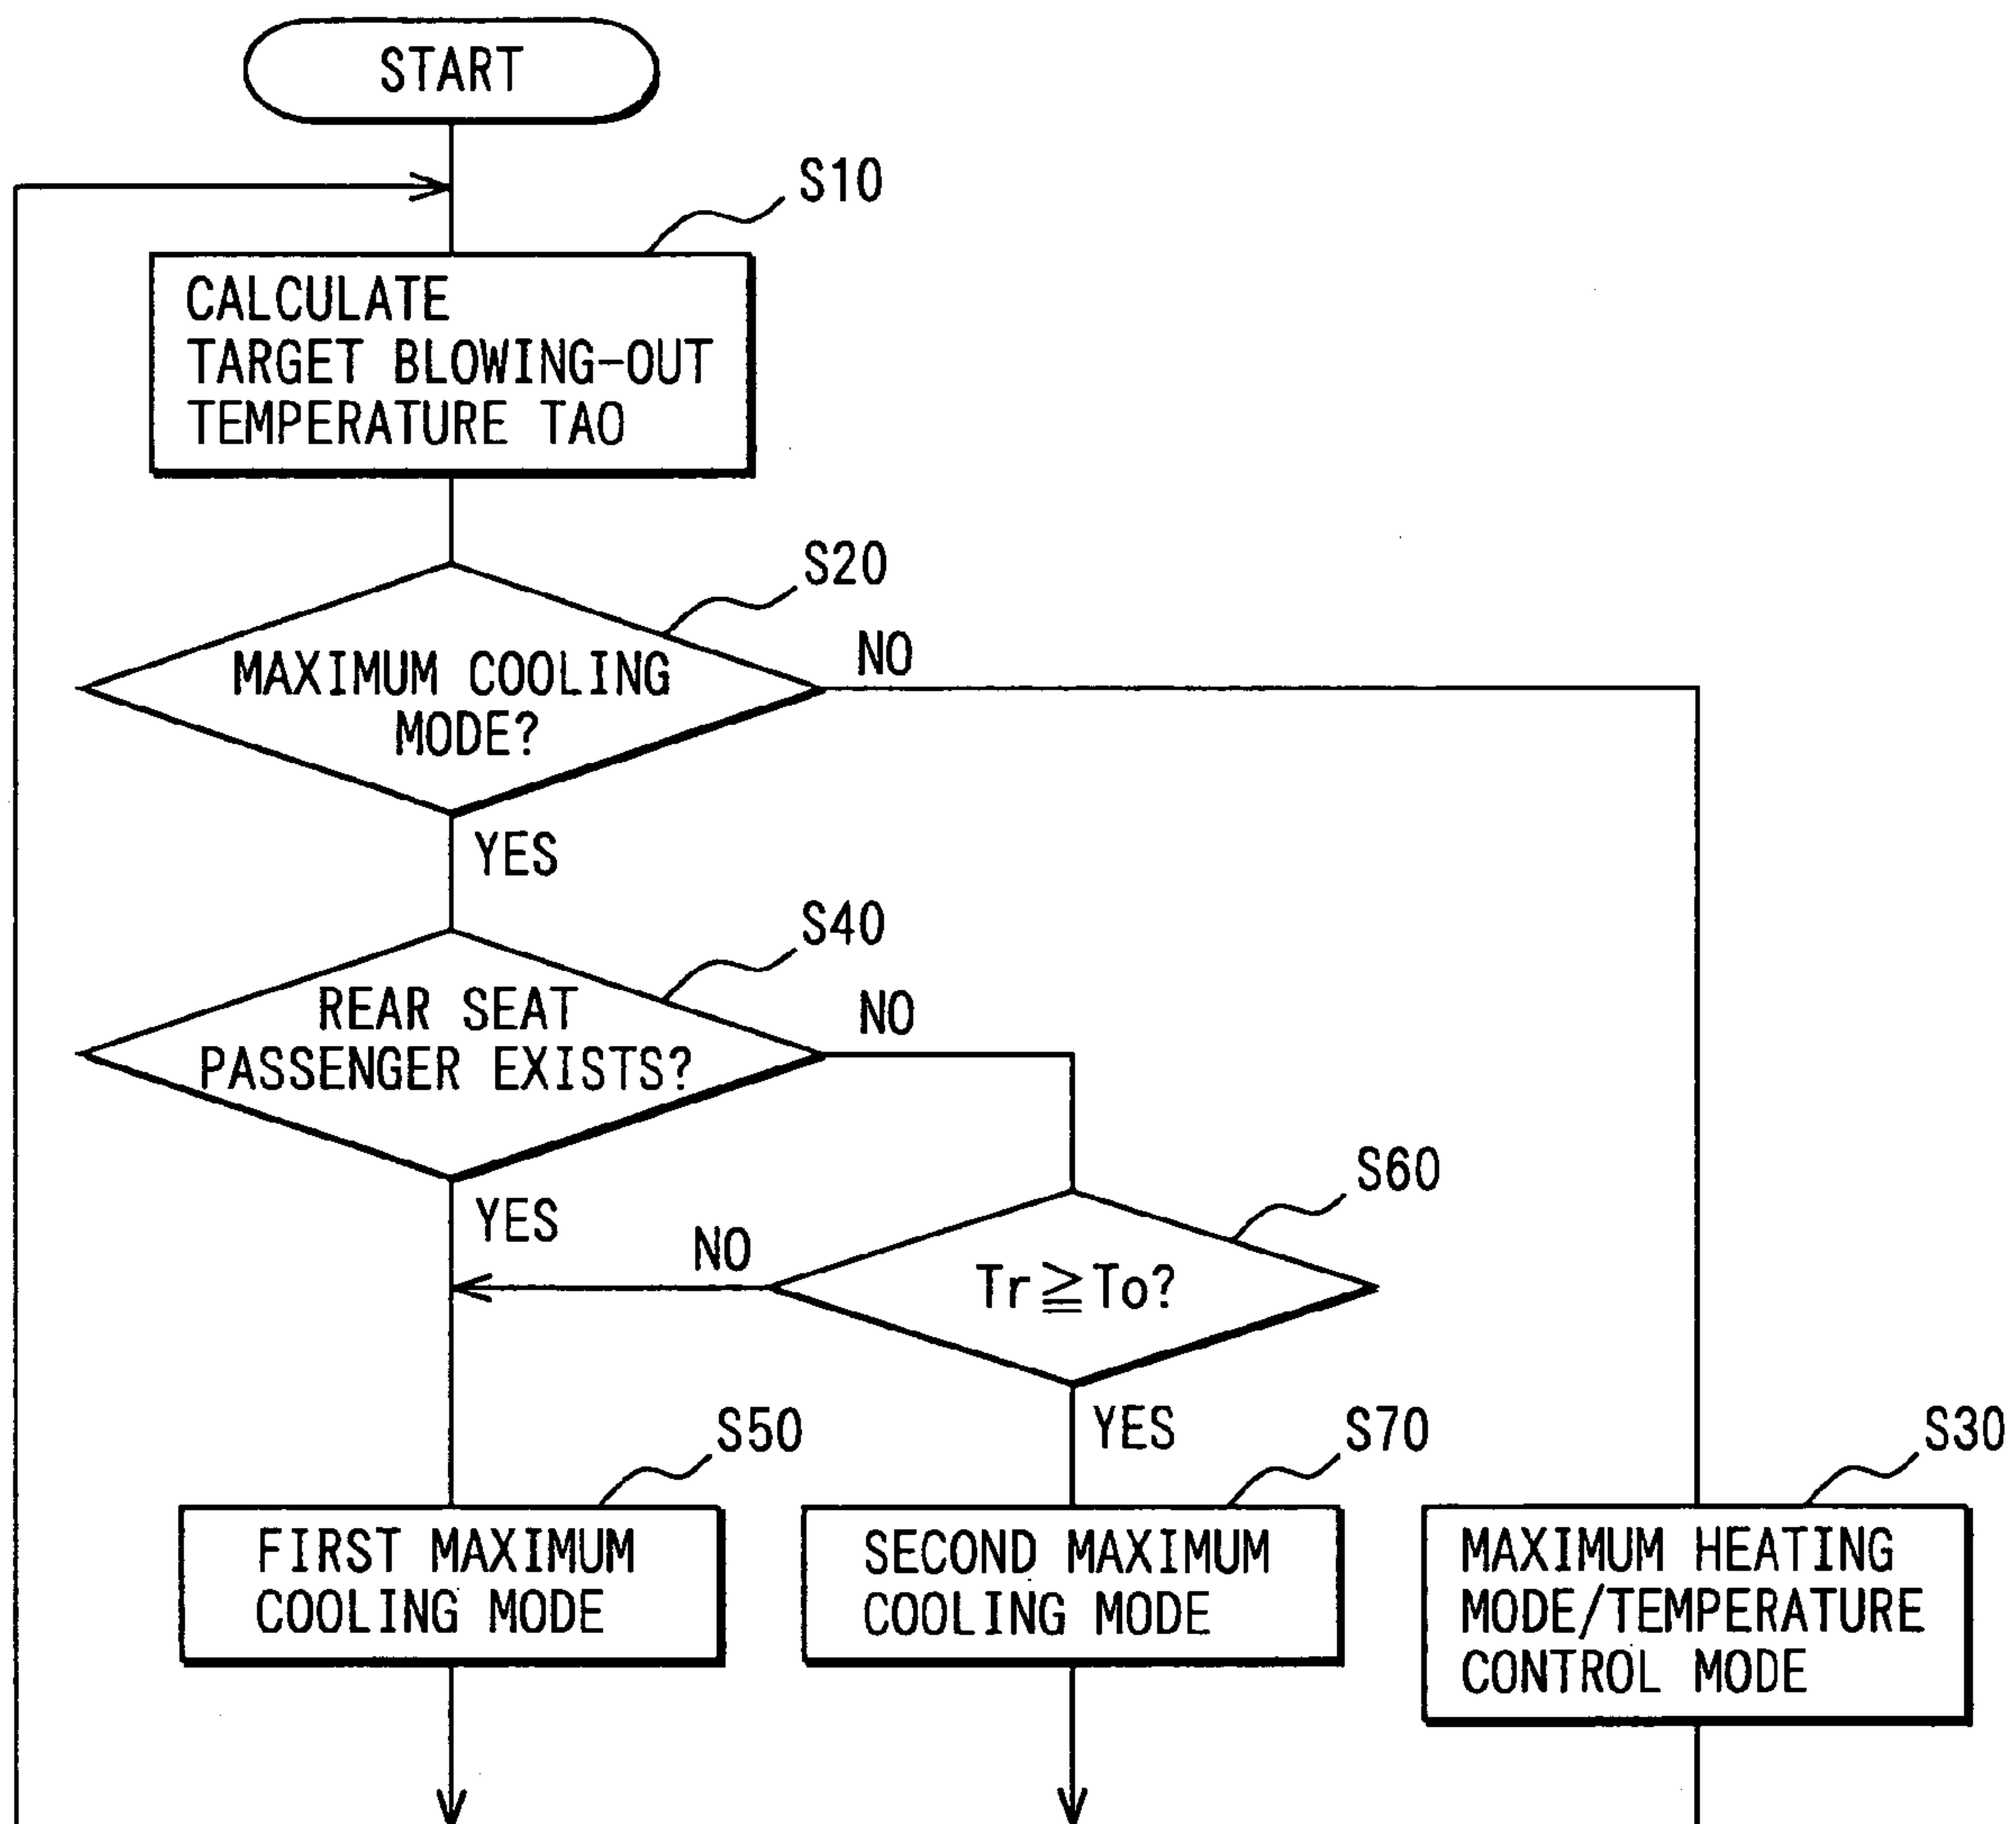 START
S10
CALCULATE
TARGET BLOWING-OUT
TEMPERATURE TAO
S20
MAXIMUM COOLING
MODE?
NO
YES
S40
REAR SEAT
PASSENGER EXISTS?
NO
YES
S60
Tr≧To?
NO
YES
S50
FIRST MAXIMUM
COOLING MODE
S70
SECOND MAXIMUM
COOLING MODE
S30
MAXIMUM HEATING
MODE/TEMPERATURE
CONTROL MODE